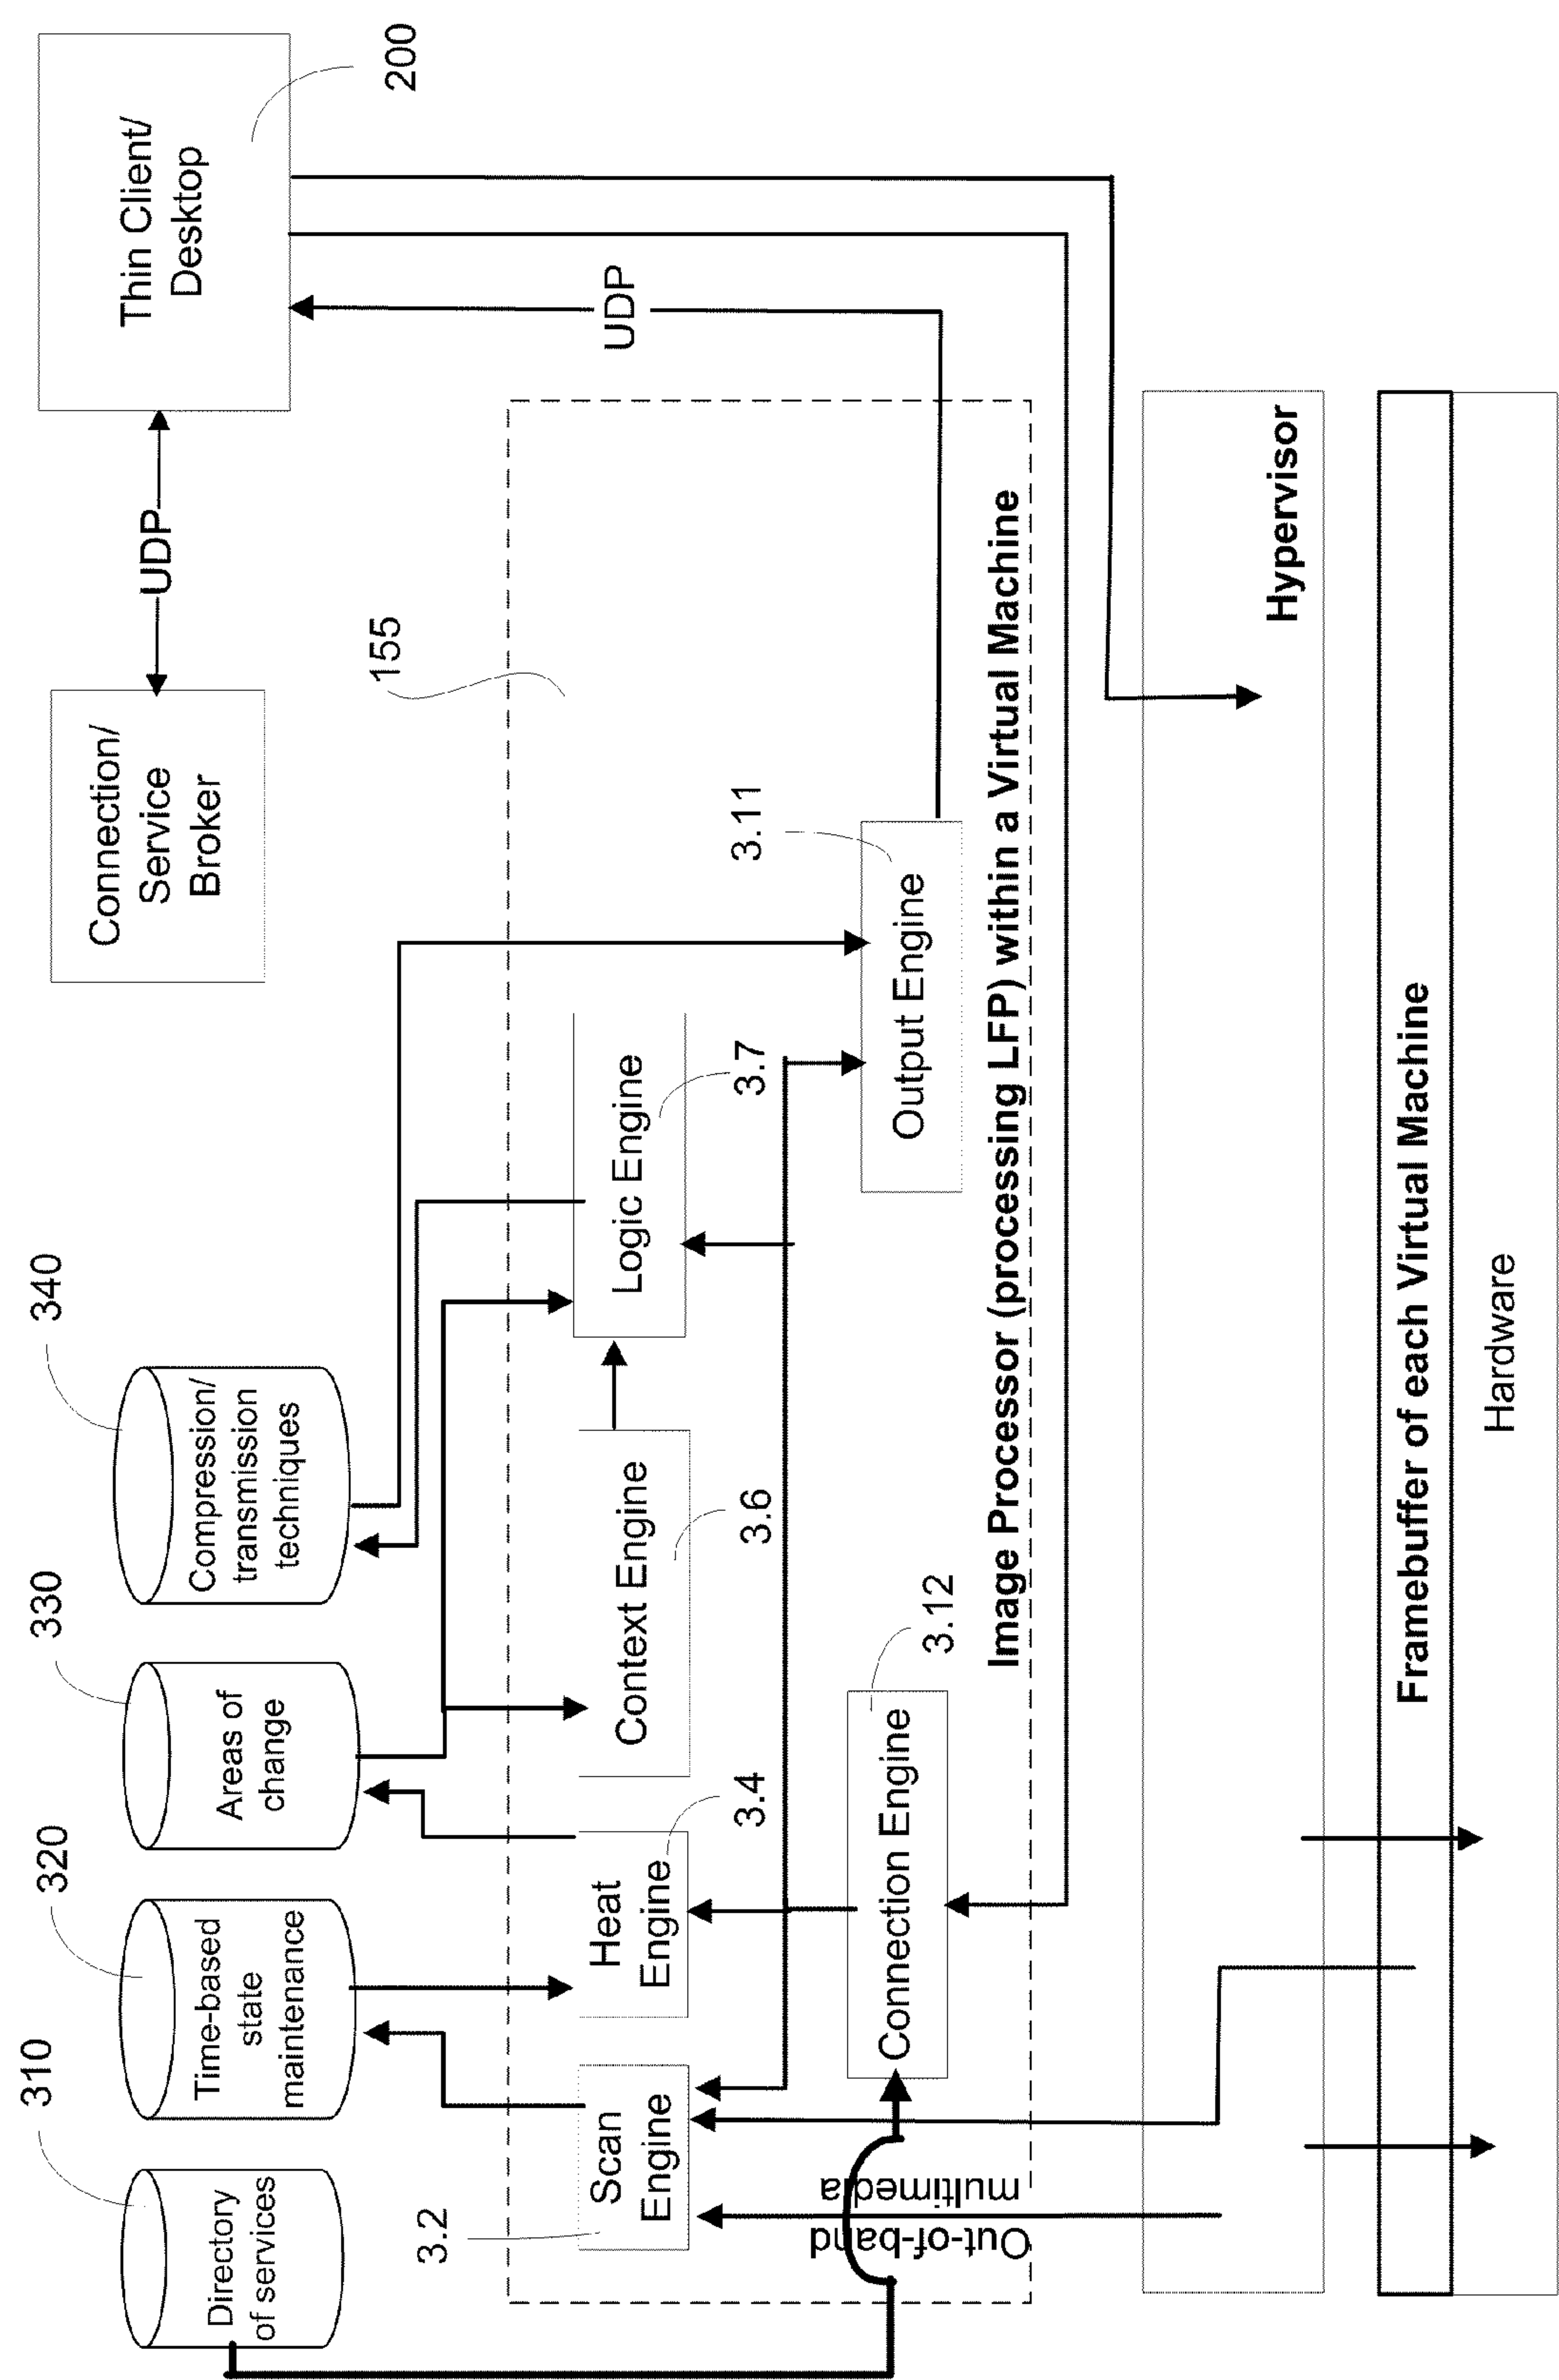 310
320
330
340
Directory
of services
Time-based
state
maintenance
Areas of
change
Compression/
transmission
techniques
Connection/
Service
Broker
UDP
Thin Client/
Desktop
200
155
3.2
Scan
Engine
Heat
Engine
3.4
Context Engine
3.6
Logic Engine
3.7
UDP
Out-of-band
multimedia
Connection Engine
3.12
Output Engine
3.11
Image Processor (processing LFP) within a Virtual Machine
Hypervisor
Framebuffer of each Virtual Machine
Hardware